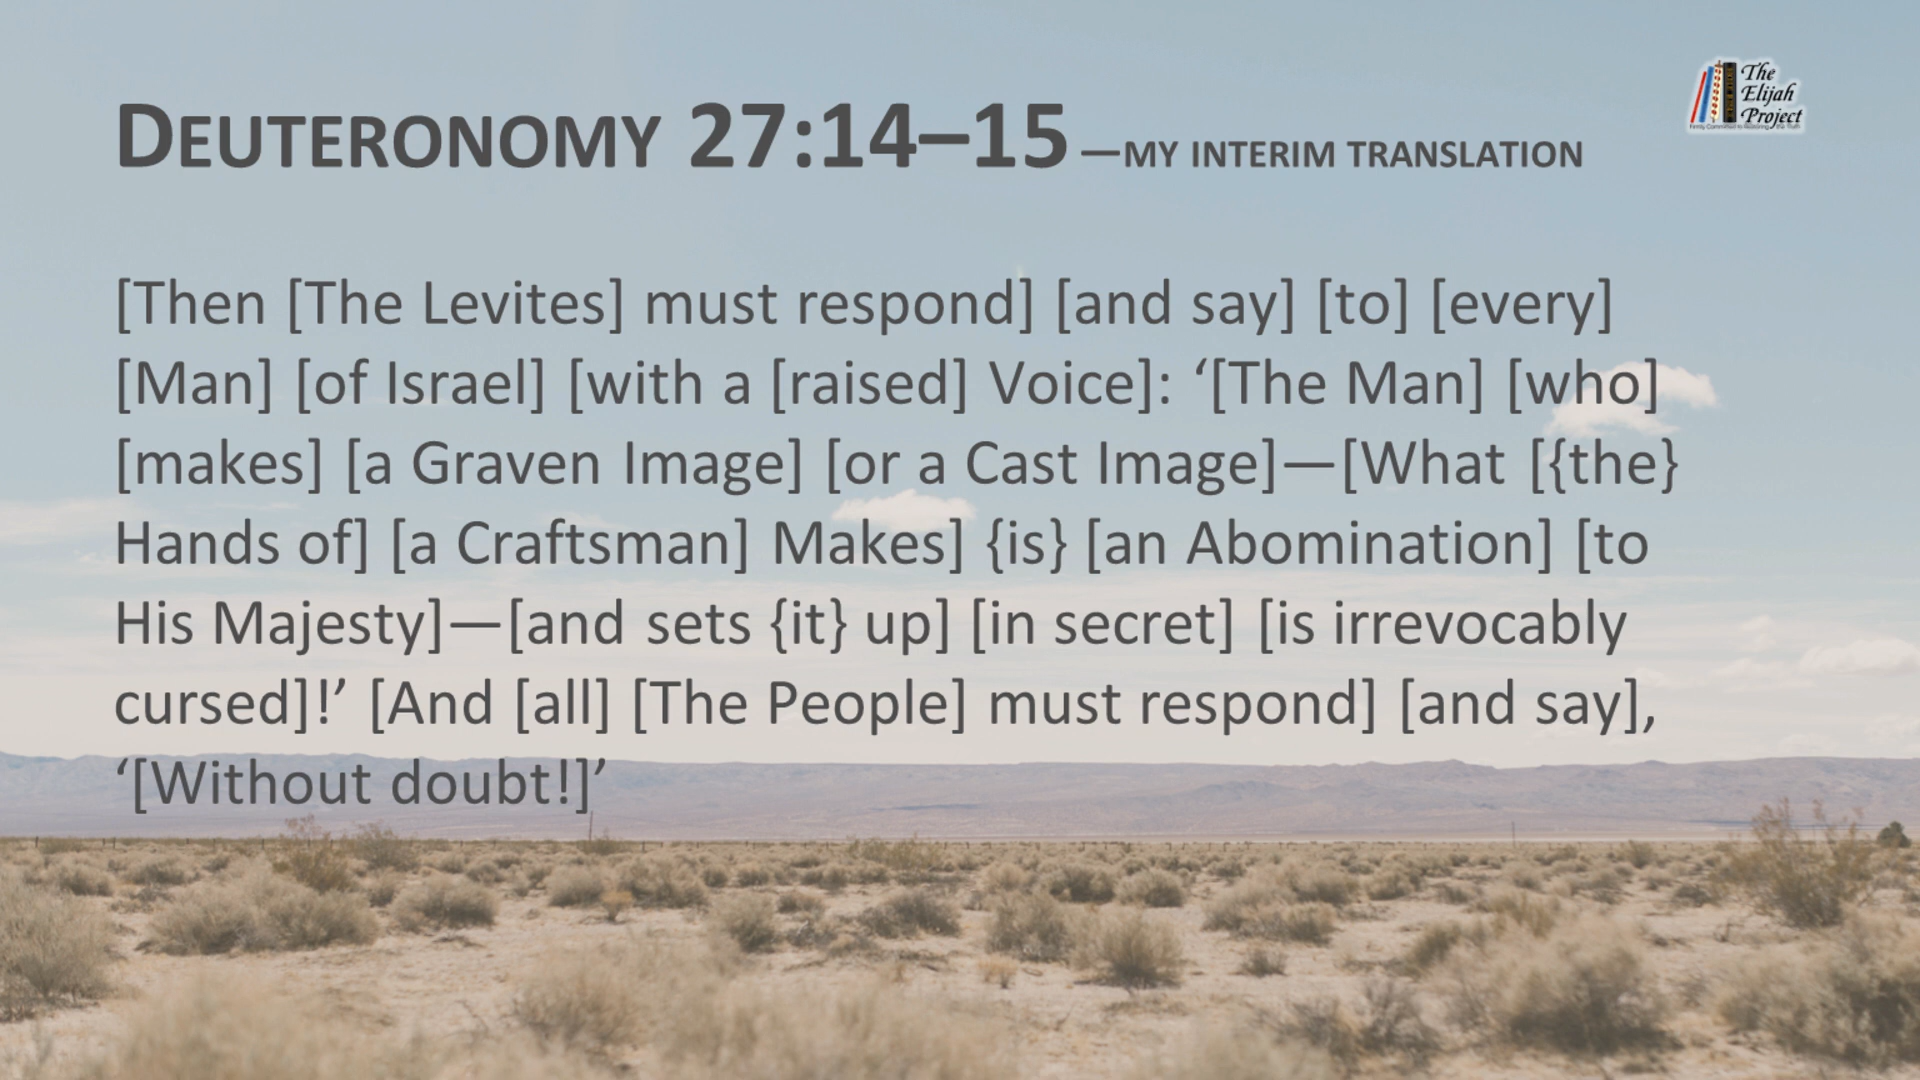 DEUTERONOMY 27:14–15 —MY INTERIM TRANSLATION
The
Elijah
Project
[Then [The Levites] must respond] [and say] [to] [every]
[Man] [of Israel] [with a [raised] Voice]: ‘[The Man] [who]
[makes] [a Graven Image] [or a Cast Image]—[What [{the}
Hands of] [a Craftsman] Makes] {is} [an Abomination] [to
His Majesty]—[and sets {it} up] [in secret] [is irrevocably
cursed]!’ [And [all] [The People] must respond] [and say],
‘[Without doubt!]’